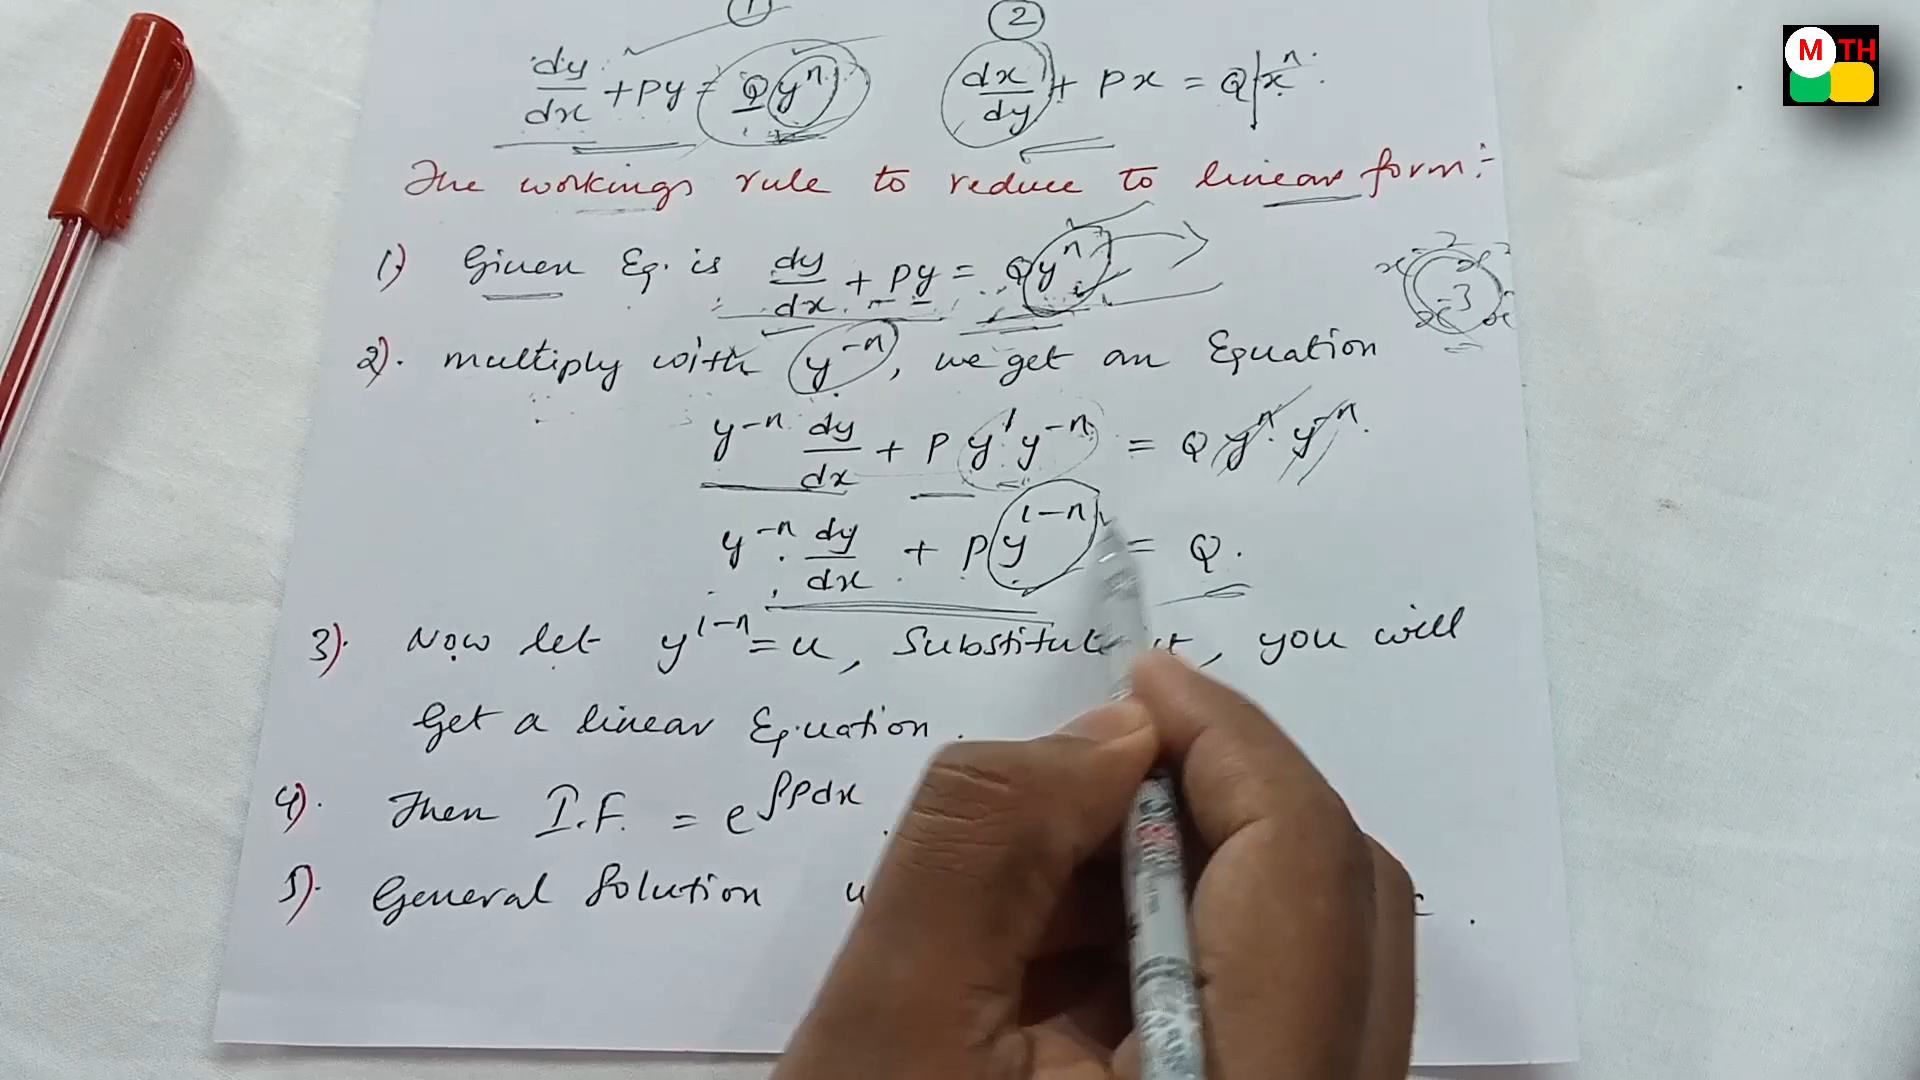 1 2
dy/dx + Py = Qy^n dx/dy + Px = Q x^n.
The workings rule to reduce to linear form:-
1) Given Eq. is dy/dx + Py = Qy^n
2). multiply with y^-n, we get an Equation
y^-n dy/dx + P y^1 y^-n = Q y^n. y^-n.
y^-n . dy/dx + P y^1-n = Q.
3). Now let y^1-n = u, Substitute it, you will
Get a linear Equation.
4). Then I.F. = e^∫Pdx.
5). General Solution u
MTH